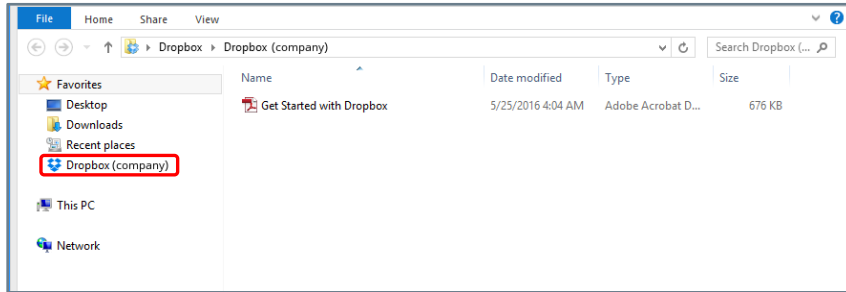 File Home Share View
Dropbox Dropbox (company) Search Dropbox (...
Name Date modified Type Size
Favorites
Desktop
Downloads
Recent places
Dropbox (company)
This PC
Network
Get Started with Dropbox 5/25/2016 4:04 AM Adobe Acrobat D... 676 KB